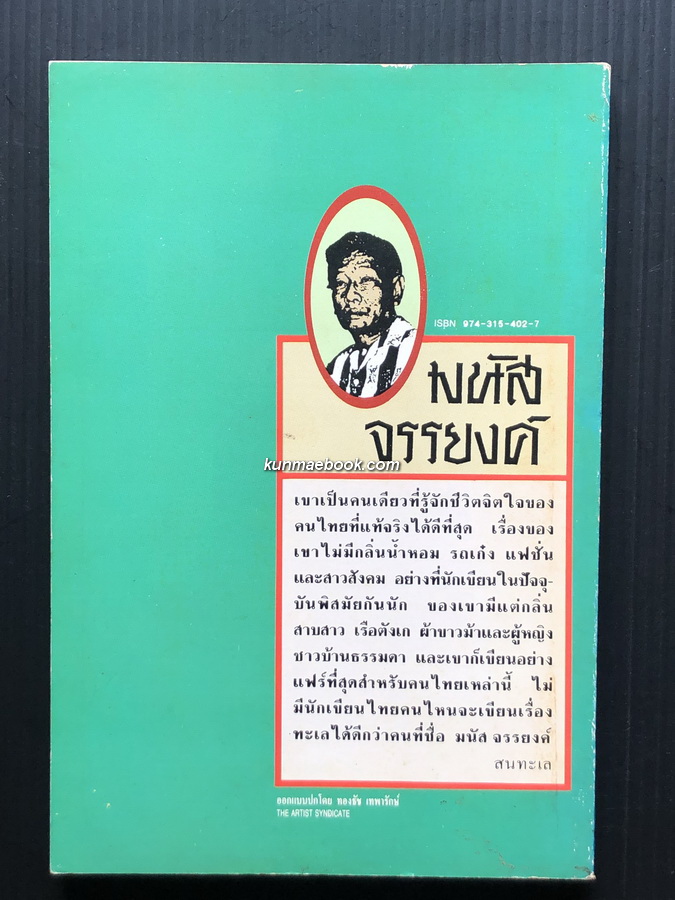 ISBN 974-315-402-7
มนัส
จรรยงค์
kunmaebook.com
เขาเป็นคนเดียวที่รู้จักชีวิตจิตใจของ
คนไทยที่แท้จริงได้ดีที่สุด เรื่องของ
เขาไม่มีกลิ่นน้ำหอม รถเก๋ง แฟชั่น
และสาวสังคม อย่างที่นักเขียนในปัจจุ-
บันพิสมัยกันนัก ของเขามีแต่กลิ่น
สาบสาว เรือตังเก ผ้าขาวม้าและผู้หญิง
ชาวบ้านธรรมดา และเขาก็เขียนอย่าง
แฟร์ที่สุดสำหรับคนไทยเหล่านี้ ไม่
มีนักเขียนไทยคนไหนจะเขียนเรื่อง
ทะเลได้ดีกว่าคนที่ชื่อ มนัส จรรยงค์
สนทะเล
ออกแบบปกโดย ทองธัช เทพารักษ์
THE ARTIST SYNDICATE